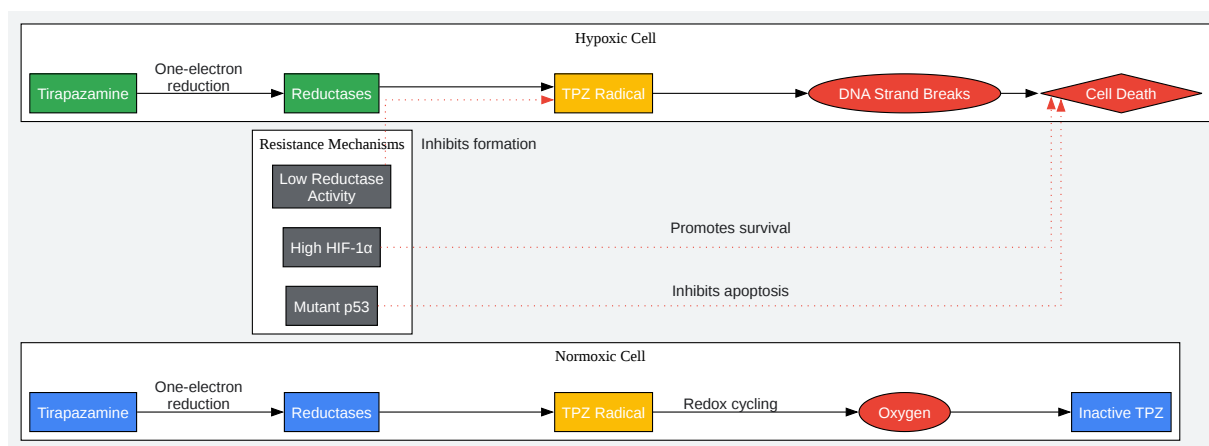 Hypoxic Cell
Tirapazamine
One-electron
reduction
Reductases
TPZ Radical
DNA Strand Breaks
Cell Death
Resistance Mechanisms
Inhibits formation
Low Reductase
Activity
High HIF-1α
Promotes survival
Mutant p53
Inhibits apoptosis
Normoxic Cell
Tirapazamine
One-electron
reduction
Reductases
TPZ Radical
Redox cycling
Oxygen
Inactive TPZ